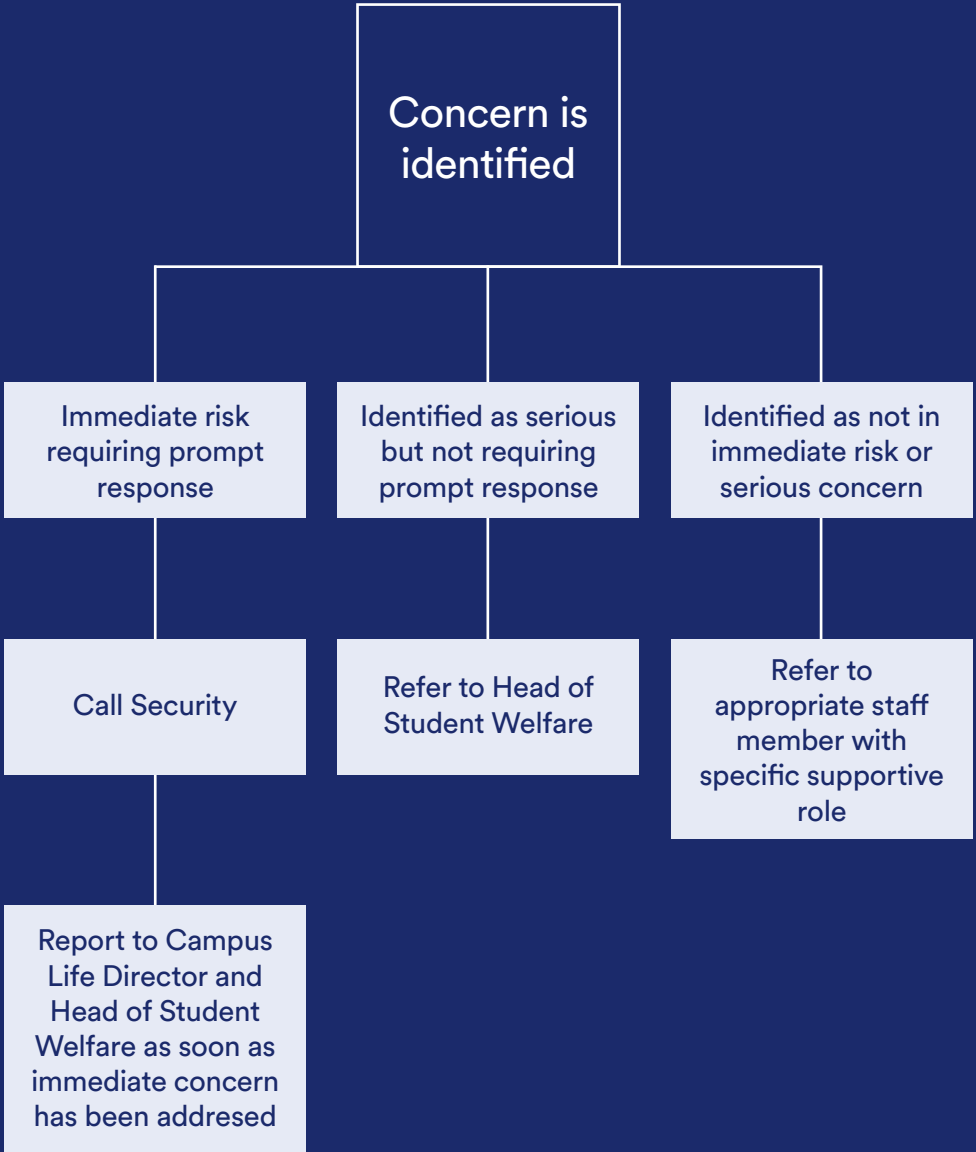 Concern is
identified
Immediate risk
requiring prompt
response
Identified as serious
but not requiring
prompt response
Identified as not in
immediate risk or
serious concern
Call Security
Refer to Head of
Student Welfare
Refer to
appropriate staff
member with
specific supportive
role
Report to Campus
Life Director and
Head of Student
Welfare as soon as
immediate concern
has been addresed